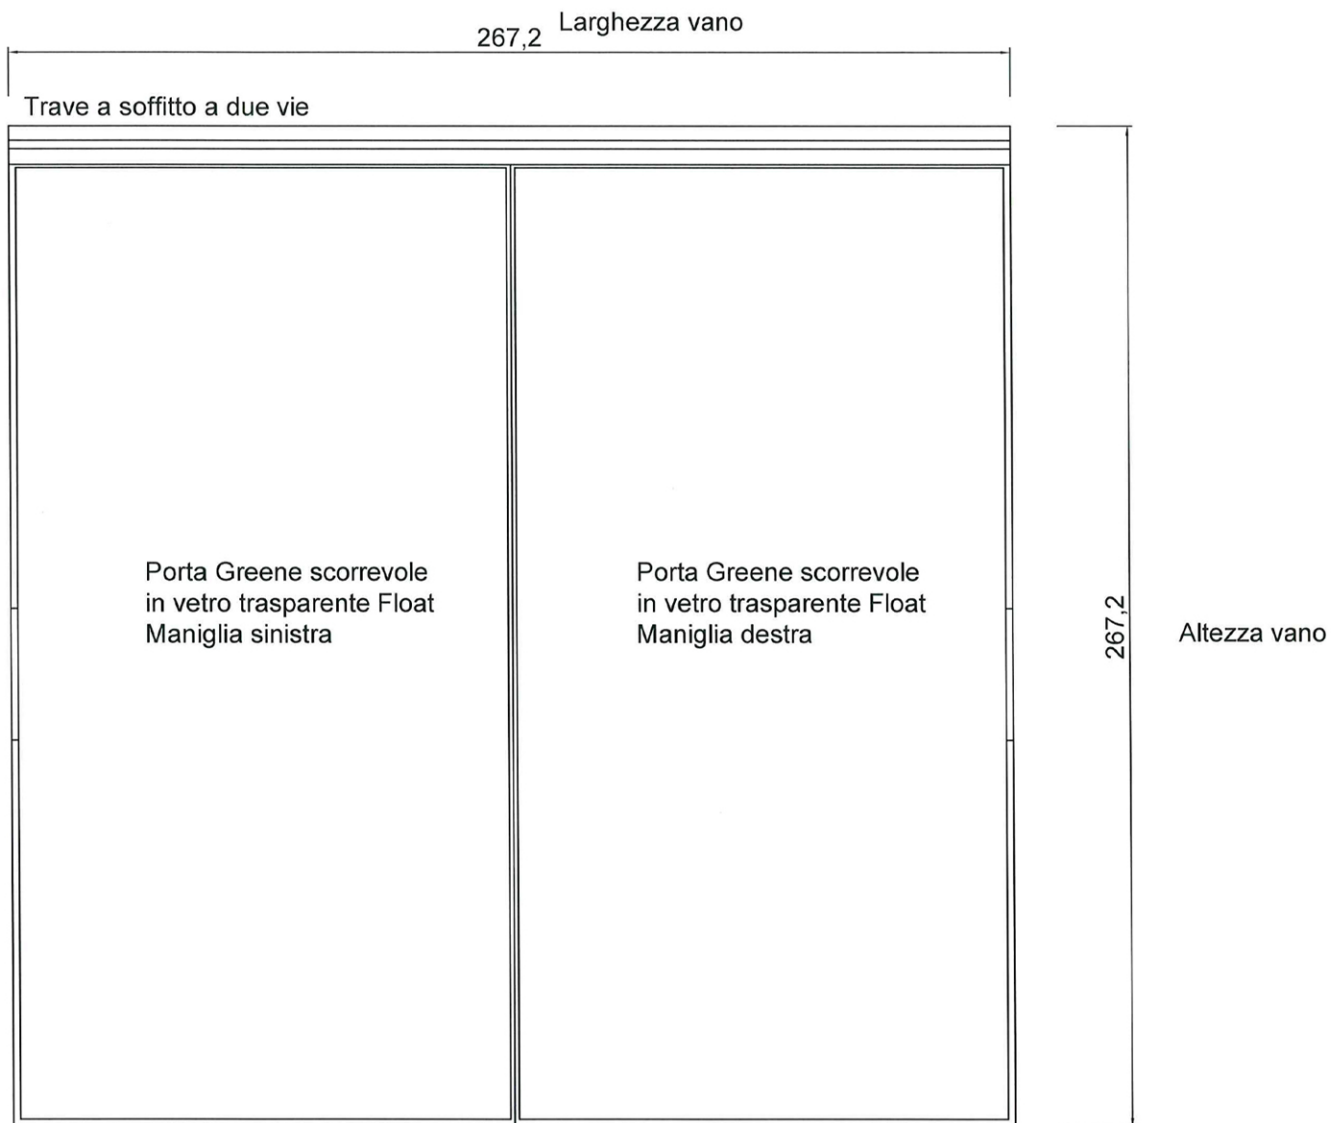 Larghezza vano
267,2
Trave a soffitto a due vie
Porta Greene scorrevole
in vetro trasparente Float
Maniglia sinistra
Porta Greene scorrevole
in vetro trasparente Float
Maniglia destra
267,2
Altezza vano